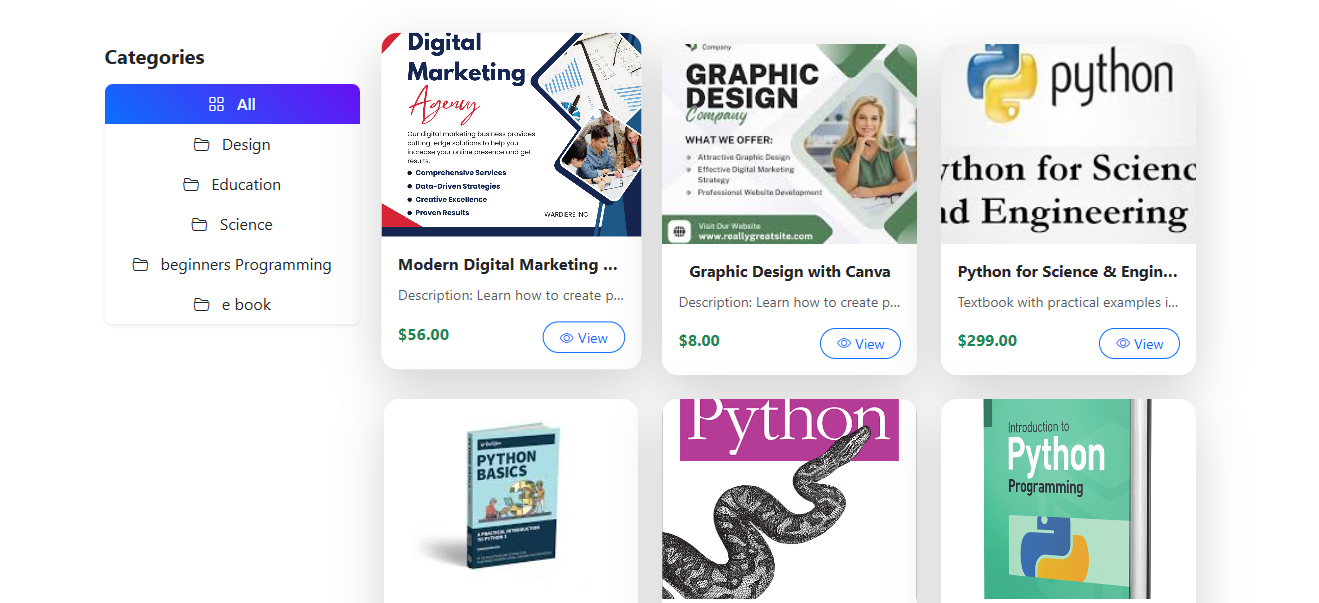 Categories
All
Design
Education
Science
beginners Programming
e book
Digital
Marketing
Agency
Our digital marketing business provides
cutting-edge solutions to help you
increase your online presence and get
results.
Comprehensive Services
Data-Driven Strategies
Creative Excellence
Proven Results
WARDIERE INC.
Modern Digital Marketing ...
Description: Learn how to create p...
$56.00
View
Company
GRAPHIC
DESIGN
Company
WHAT WE OFFER:
Attractive Graphic Design
Effective Digital Marketing
Strategy
Professional Website Development
Visit Our Website
www.reallygreatsite.com
Graphic Design with Canva
Description: Learn how to create p...
$8.00
View
python
ython for Scienc
nd Engineering
Python for Science & Engin...
Textbook with practical examples i...
$299.00
View
PYTHON
BASICS
A PRACTICAL INTRODUCTION
TO PYTHON 3
Python
Introduction to
Python
Programming